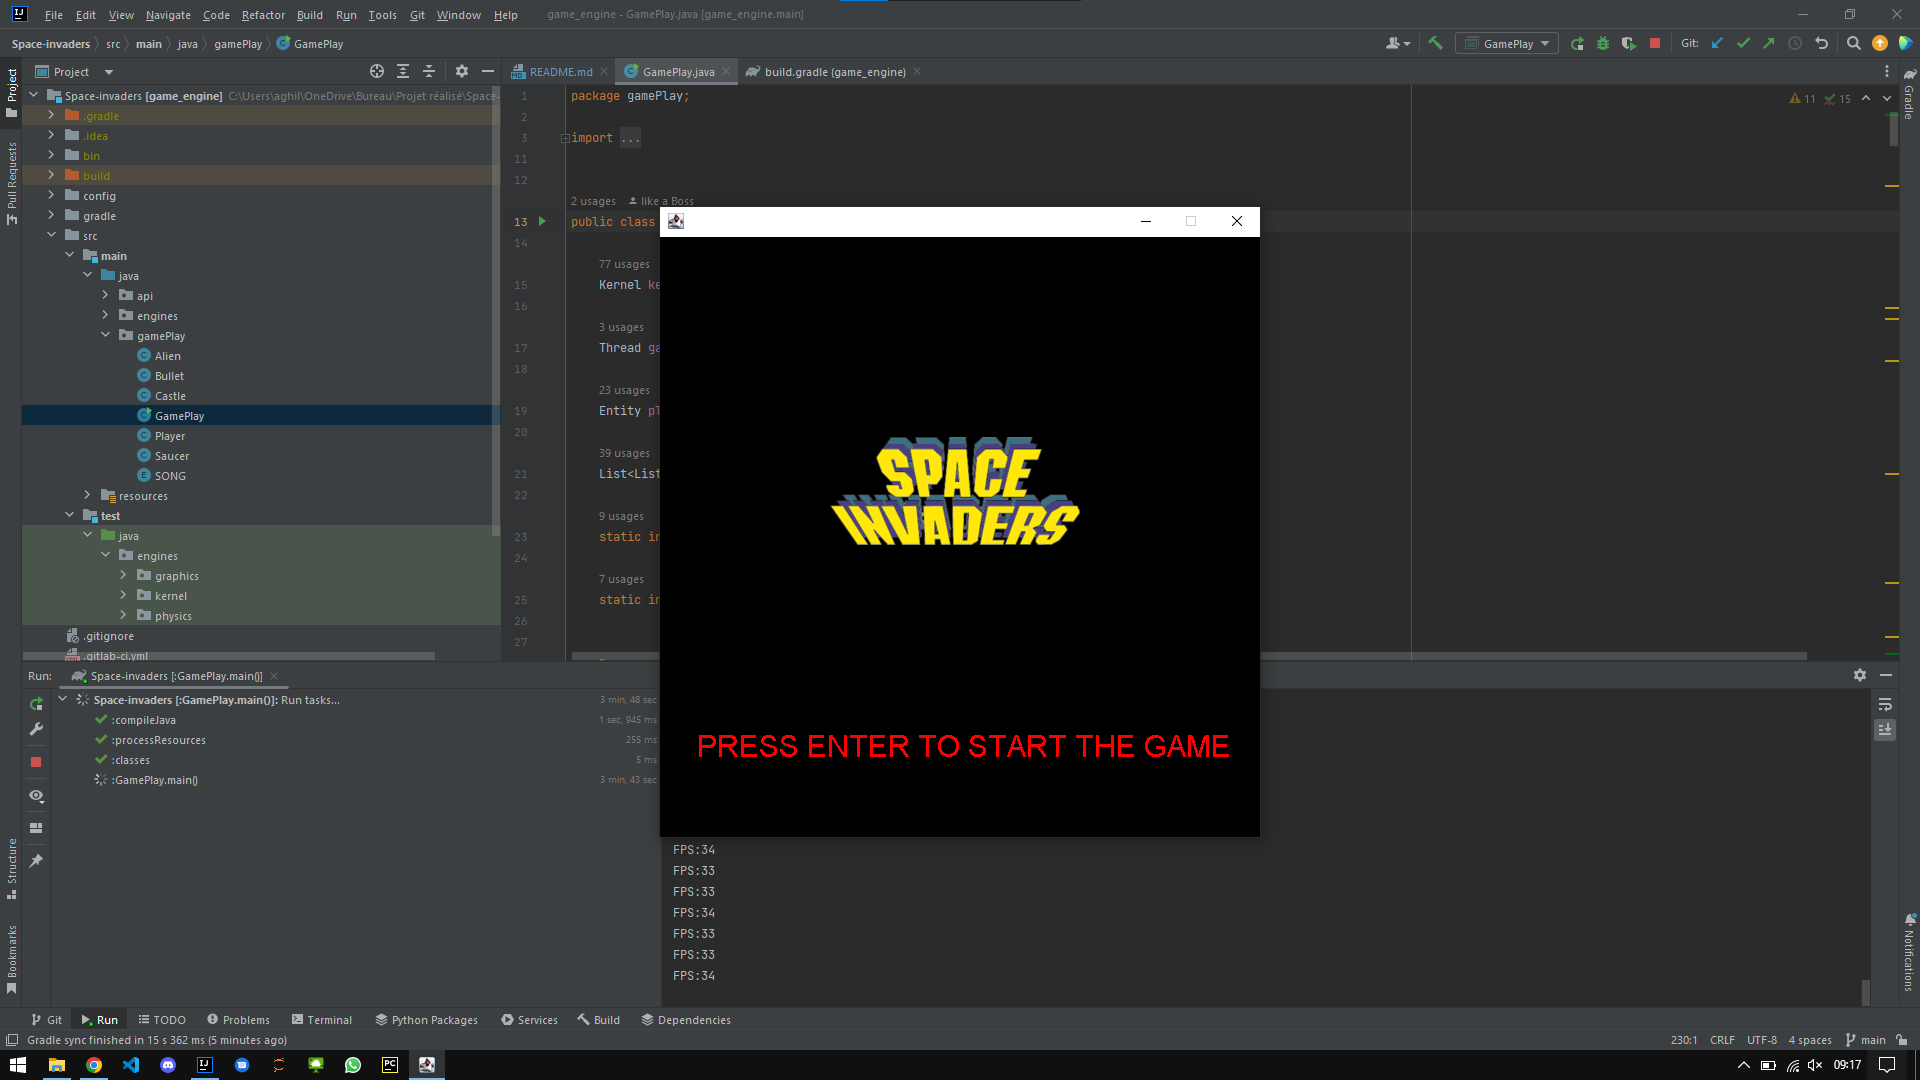 File Edit View Navigate Code Refactor Build Run Tools Git Window Help game_engine - GamePlay.java [game_engine.main]
Space-invaders src main java gamePlay GamePlay
GamePlay
Git:
Project
README.md
GamePlay.java
build.gradle (game_engine)
Project
Pull Requests
Structure
Bookmarks
Gradle
Notifications
Space-invaders [game_engine] C:\Users\aghil\OneDrive\Bureau\Projet réalisé\Space-
.gradle
.idea
bin
build
config
gradle
src
main
java
api
engines
gamePlay
Alien
Bullet
Castle
GamePlay
Player
Saucer
SONG
resources
test
java
engines
graphics
kernel
physics
.gitignore
.gitlab-ci.yml
11 15
1 package gamePlay;
2
3 import ...
11
12
2 usages like a Boss
13 public class
14
77 usages
15 Kernel ke
16
3 usages
17 Thread ga
18
23 usages
19 Entity pl
20
39 usages
21 List<List
22
9 usages
23 static in
24
7 usages
25 static in
26
27
SPACE
INVADERS
PRESS ENTER TO START THE GAME
Run: Space-invaders [:GamePlay.main()]
Space-invaders [:GamePlay.main()]: Run tasks... 3 min, 48 sec
:compileJava 1 sec, 945 ms
:processResources 255 ms
:classes 5 ms
:GamePlay.main() 3 min, 43 sec
FPS:34
FPS:33
FPS:33
FPS:34
FPS:33
FPS:33
FPS:34
Git Run TODO Problems Terminal Python Packages Services Build Dependencies
Gradle sync finished in 15 s 362 ms (5 minutes ago) 230:1 CRLF UTF-8 4 spaces main
09:17